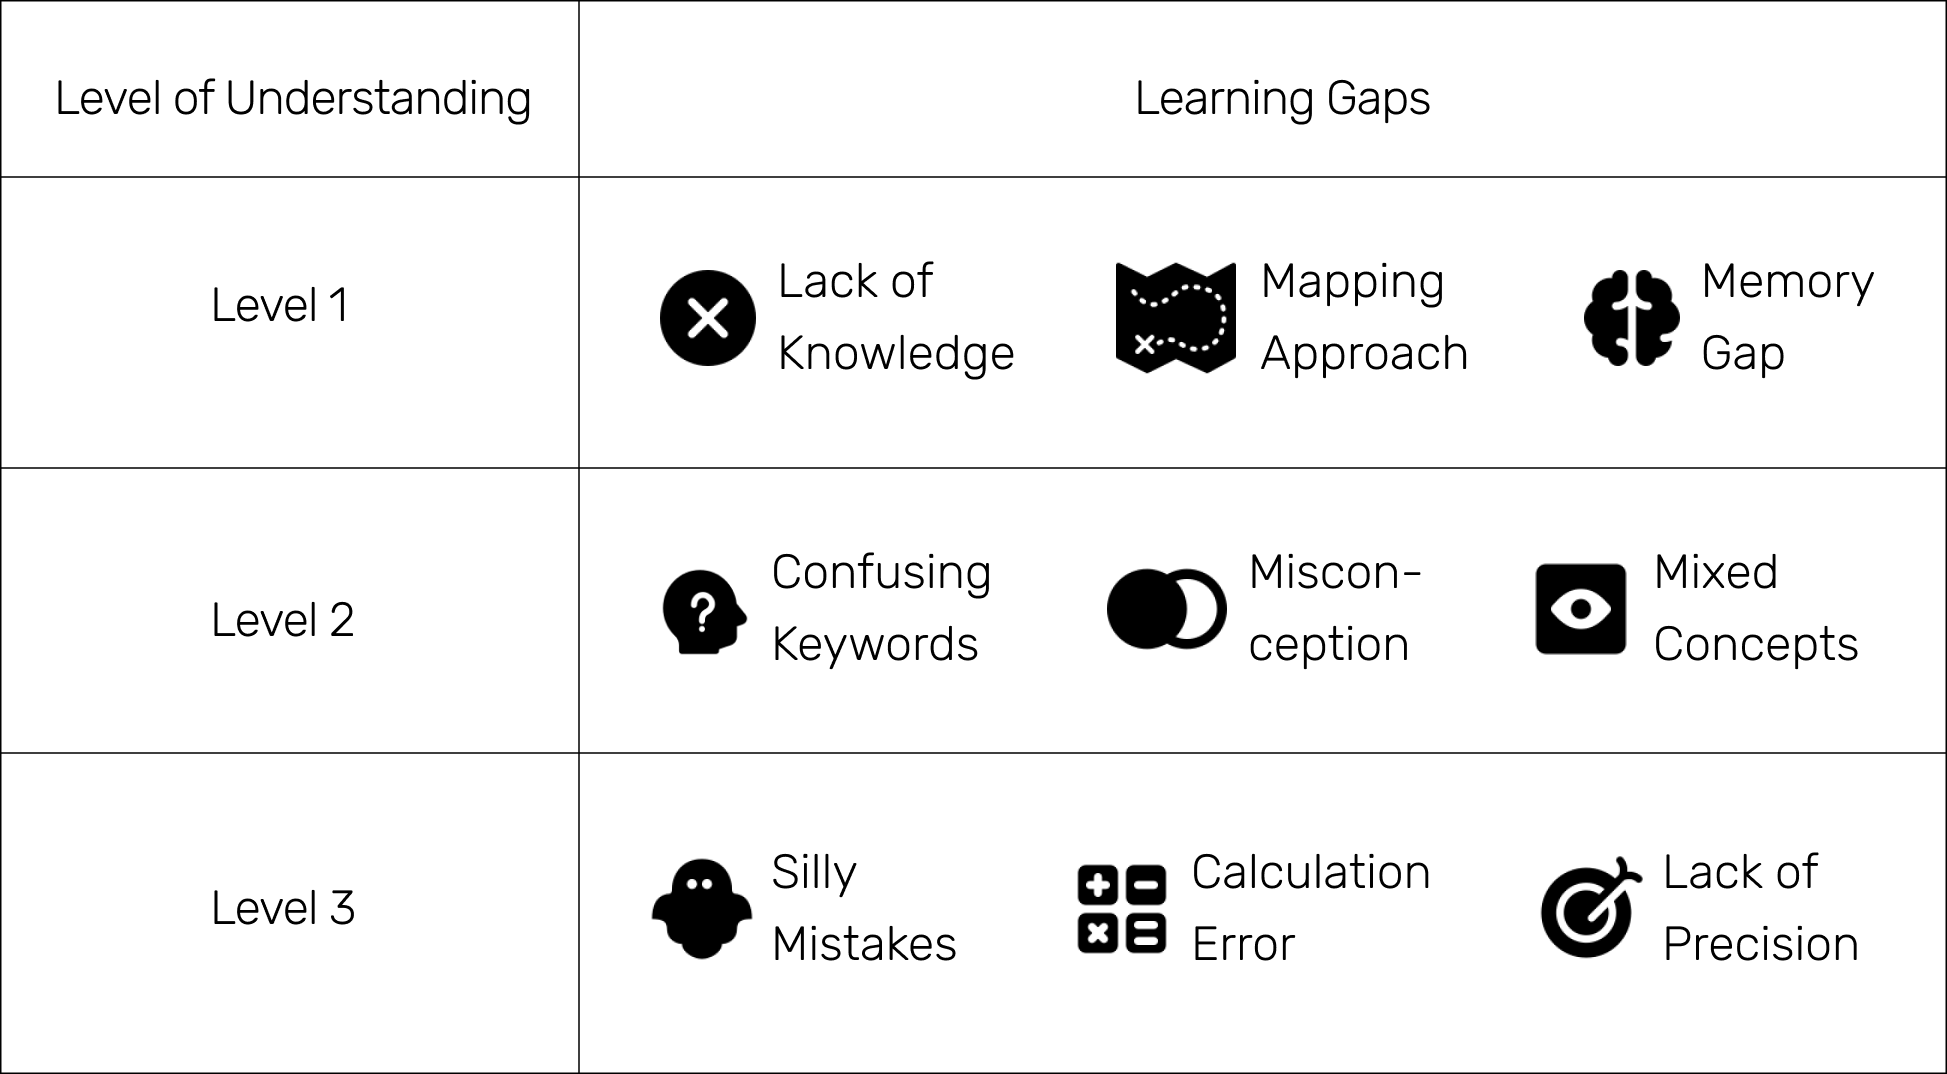 Level of Understanding
Learning Gaps
Level 1
Lack of
Knowledge
Mapping
Approach
Memory
Gap
Level 2
Confusing
Keywords
Miscon-
ception
Mixed
Concepts
Level 3
Silly
Mistakes
Calculation
Error
Lack of
Precision